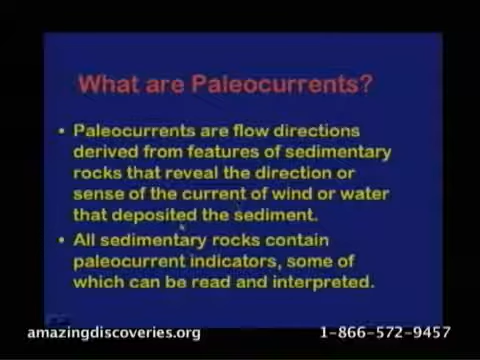 What are Paleocurrents?
• Paleocurrents are flow directions
derived from features of sedimentary
rocks that reveal the direction or
sense of the current of wind or water
that deposited the sediment.
• All sedimentary rocks contain
paleocurrent indicators, some of
which can be read and interpreted.
amazingdiscoveries.org 1-866-572-9457